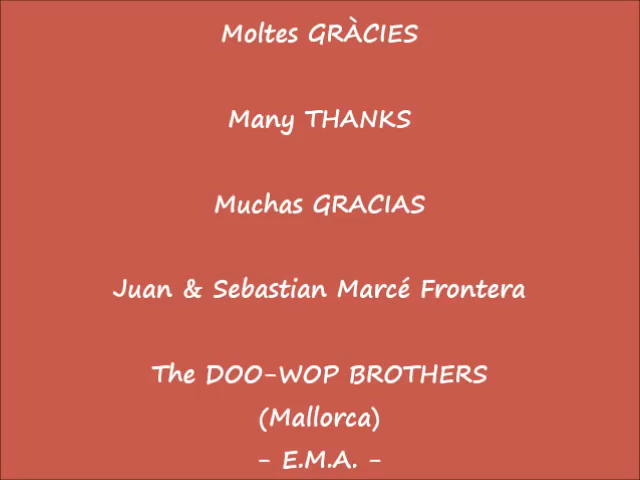 Moltes GRÀCIES
Many THANKS
Muchas GRACIAS
Juan & Sebastian Marcé Frontera
The DOO-WOP BROTHERS
(Mallorca)
- E.M.A. -